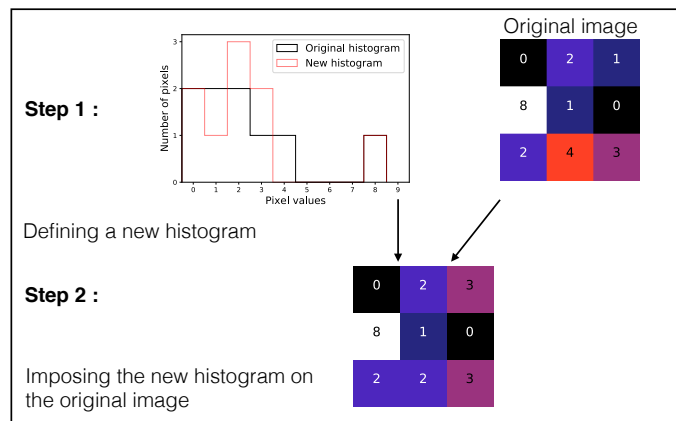 Original image
3
2
1
0
Number of pixels
Original histogram
New histogram
0 1 2 3 4 5 6 7 8 9
Pixel values
Step 1 :
0 2 1
8 1 0
2 4 3
Defining a new histogram
Step 2 :
0 2 3
8 1 0
2 2 3
Imposing the new histogram on
the original image